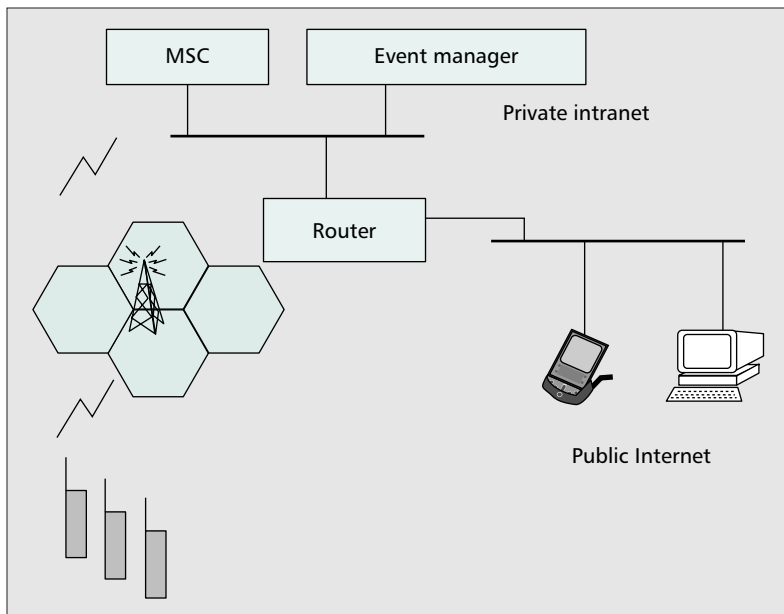 MSC
Event manager
Private intranet
Router
Public Internet